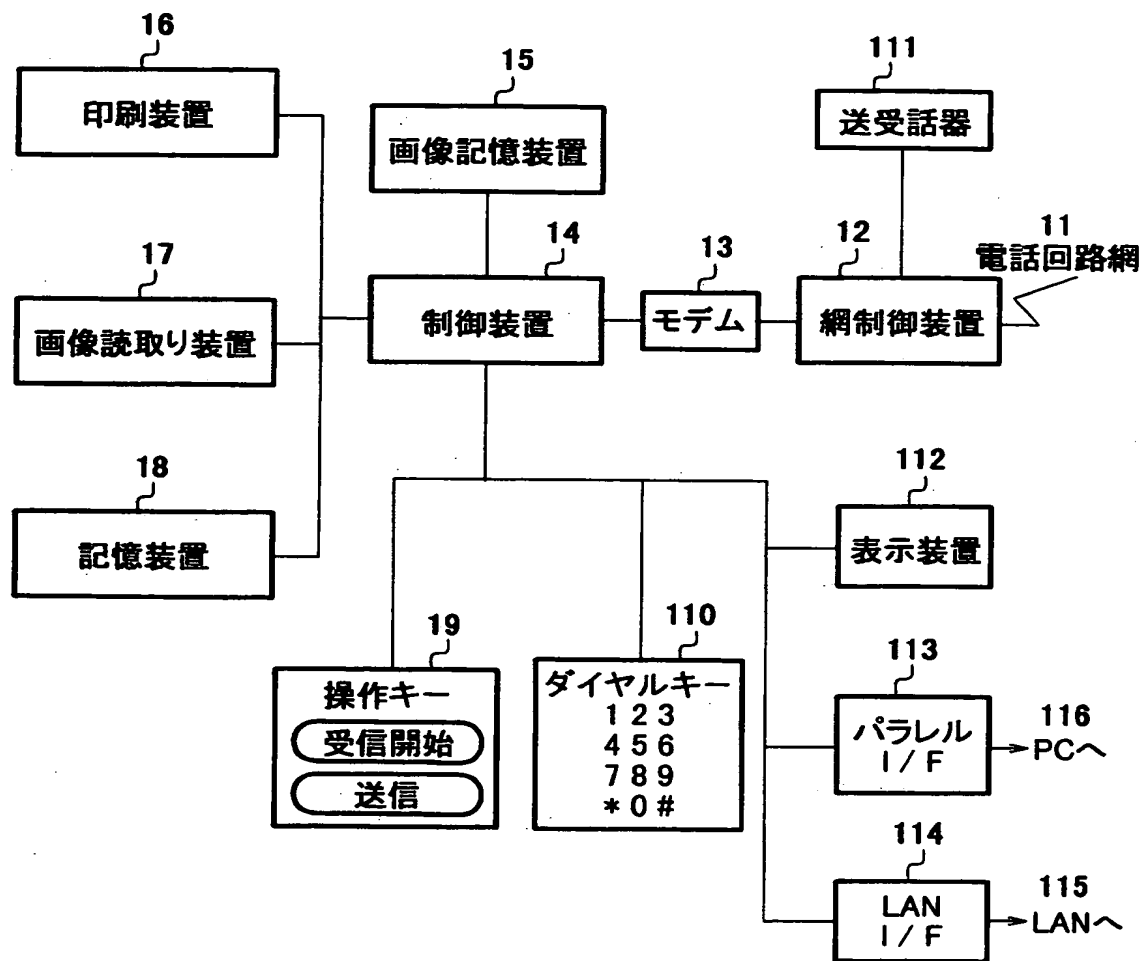 16
印刷装置
15
画像記憶装置
111
送受話器
17
画像読取り装置
14
制御装置
13
モデム
12
網制御装置
11
電話回路網
18
記憶装置
112
表示装置
19
操作キー
受信開始
送信
110
ダイヤルキー
1 2 3
4 5 6
7 8 9
* 0 #
113
パラレル
I/F
116
PCへ
114
LAN
I/F
115
LANへ